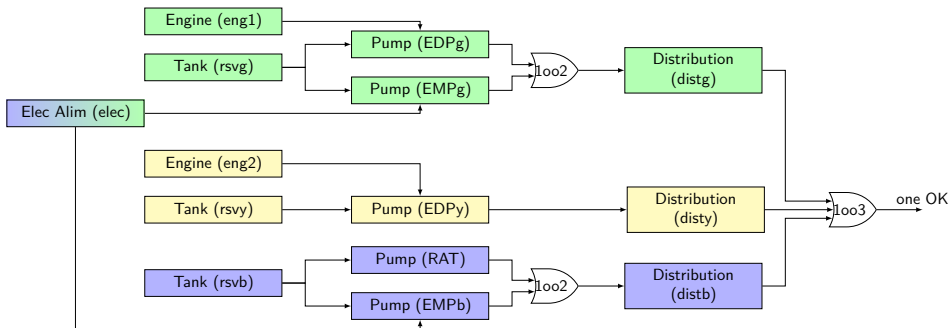 Engine (eng1)
Pump (EDPg)
Tank (rsvg)
1oo2
Distribution
(distg)
Pump (EMPg)
Elec Alim (elec)
Engine (eng2)
Tank (rsvy)
Pump (EDPy)
Distribution
(disty)
1oo3
one OK
Pump (RAT)
Tank (rsvb)
1oo2
Distribution
(distb)
Pump (EMPb)